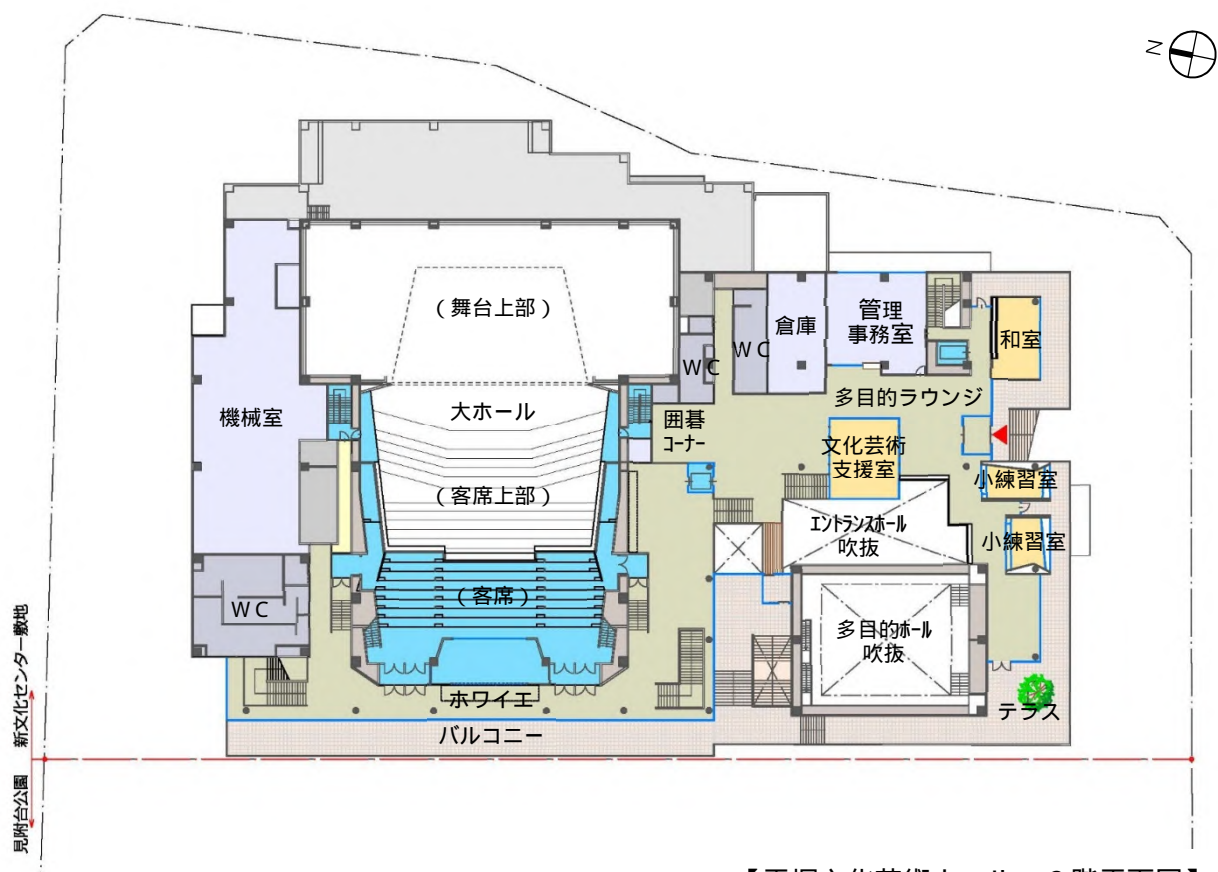 N
(舞台上部)
大ホール
(客席上部)
(客席)
機械室
WC
WC
WC
倉庫
管理
事務室
和室
多目的ラウンジ
囲碁
コーナー
文化芸術
支援室
小練習室
小練習室
エントランスホール
吹抜
多目的ホール
吹抜
ホワイエ
バルコニー
テラス
新文化センター敷地
見附台公園